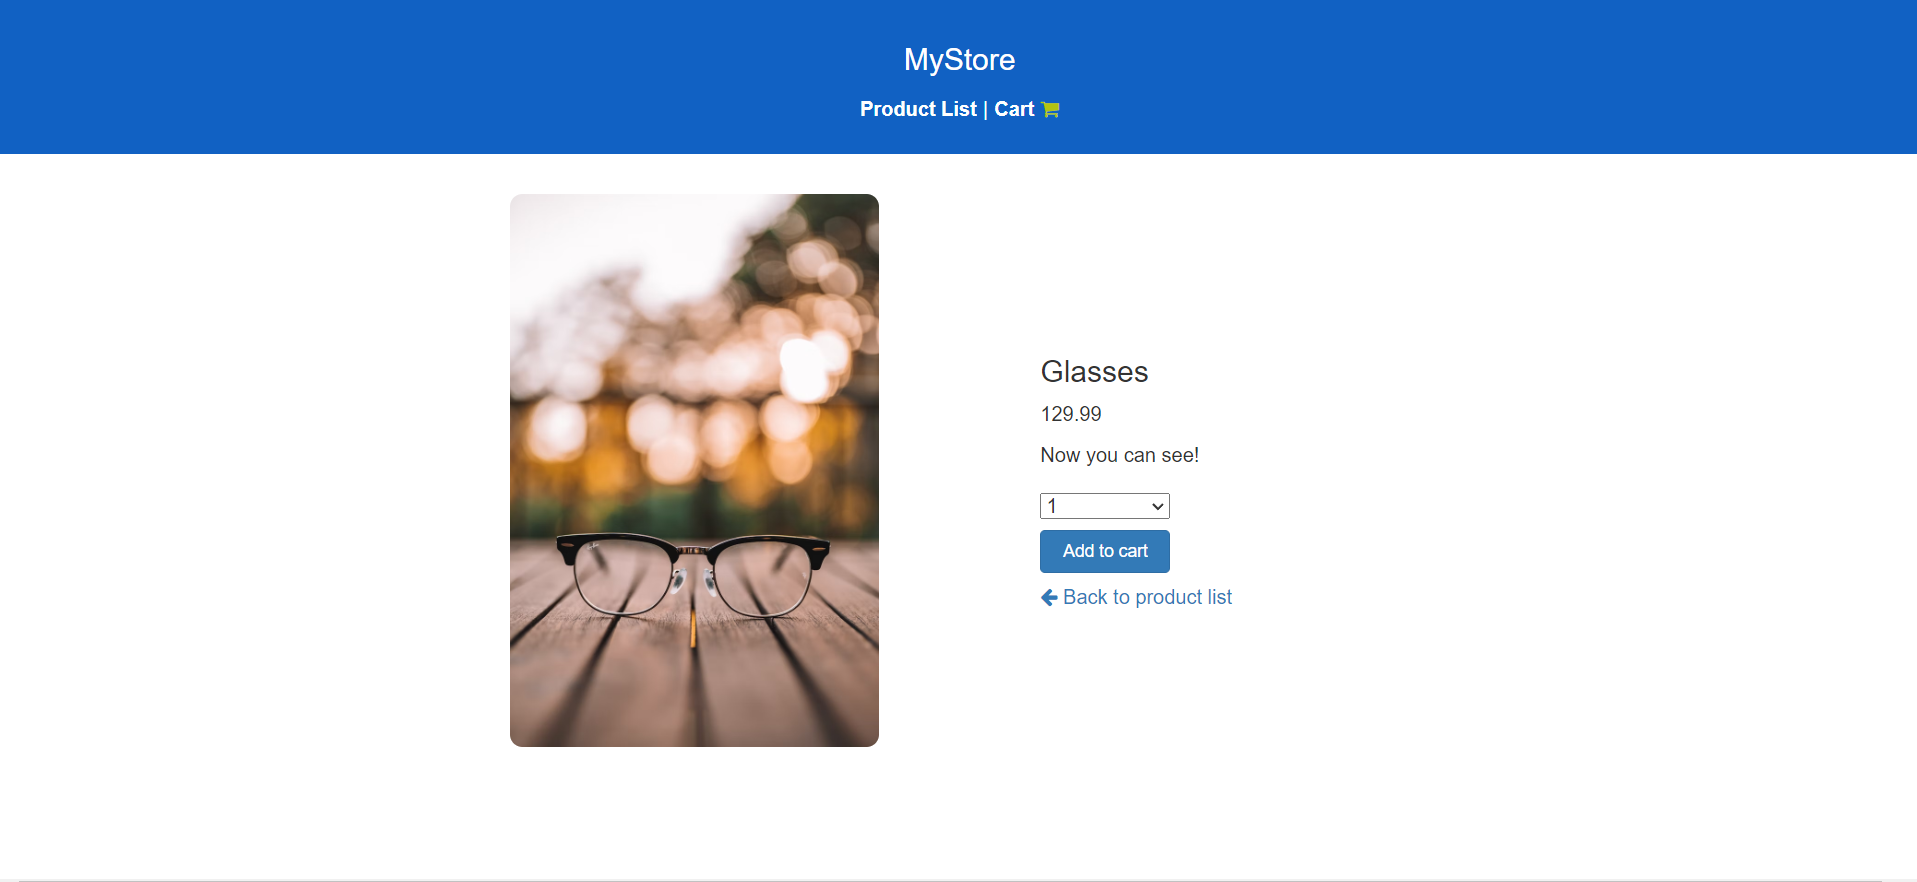 MyStore
Product List | Cart
Glasses
129.99
Now you can see!
1
Add to cart
Back to product list